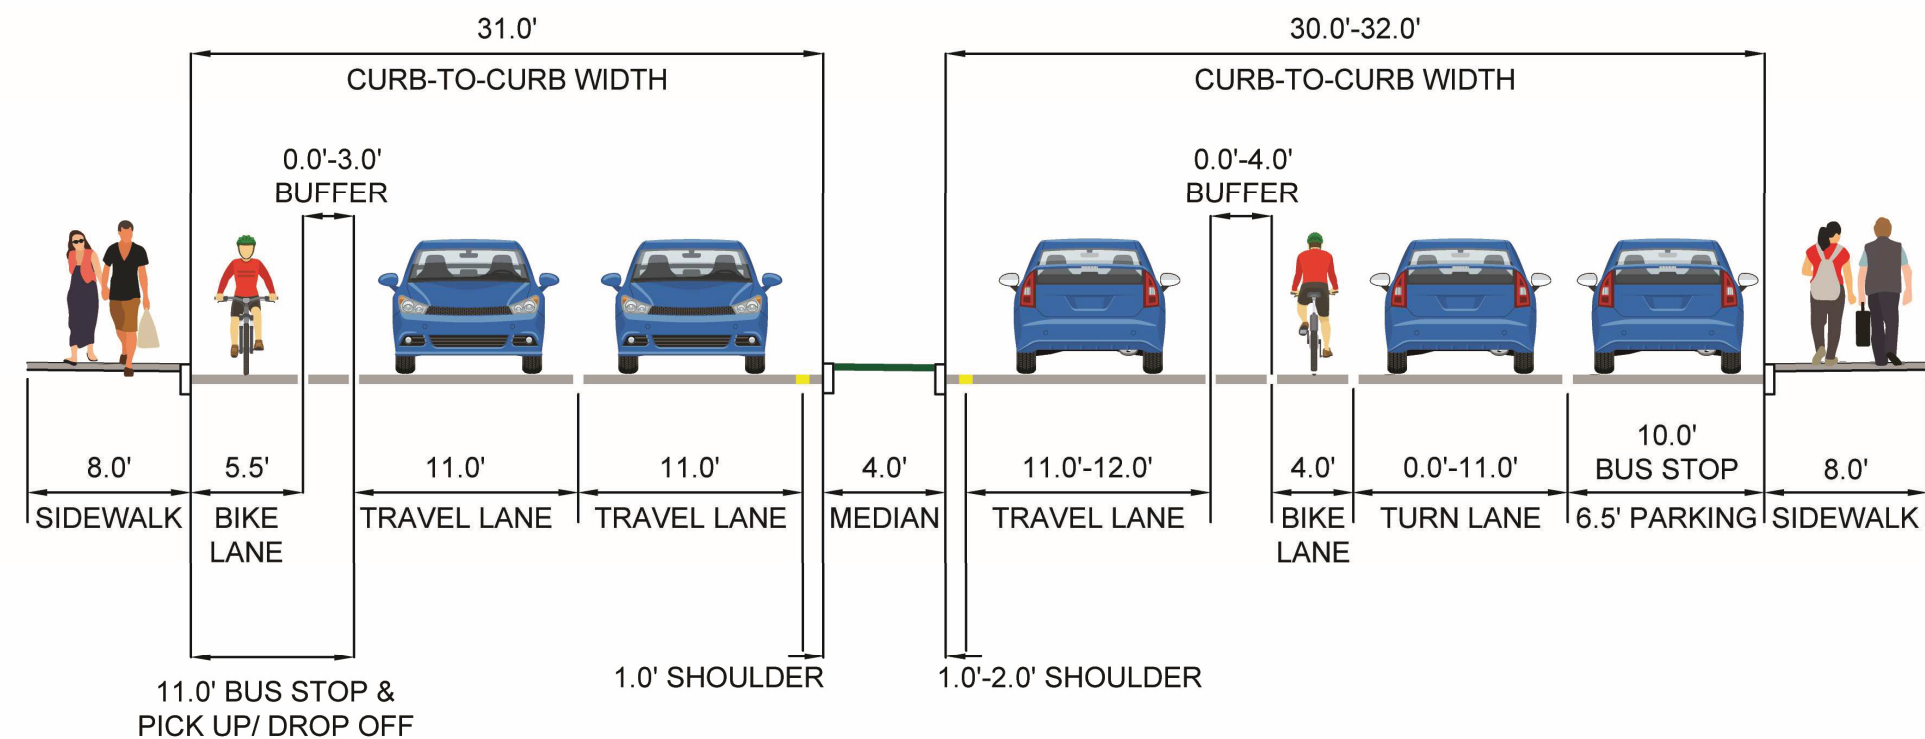 31.0'
CURB-TO-CURB WIDTH
30.0'-32.0'
CURB-TO-CURB WIDTH
0.0'-3.0'
BUFFER
0.0'-4.0'
BUFFER
8.0'
SIDEWALK
5.5'
BIKE
LANE
11.0'
TRAVEL LANE
11.0'
TRAVEL LANE
4.0'
MEDIAN
11.0'-12.0'
TRAVEL LANE
4.0'
BIKE
LANE
0.0'-11.0'
TURN LANE
10.0'
BUS STOP
6.5' PARKING
8.0'
SIDEWALK
11.0' BUS STOP &
PICK UP/ DROP OFF
1.0' SHOULDER
1.0'-2.0' SHOULDER